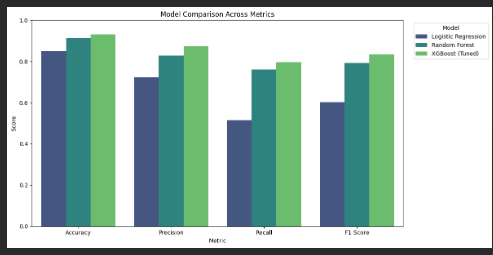 Model Comparison Across Metrics
Model
Logistic Regression
Random Forest
XGBoost (Tuned)
Score
1.0
0.8
0.6
0.4
0.2
0.0
Accuracy Precision Recall F1 Score
Metric